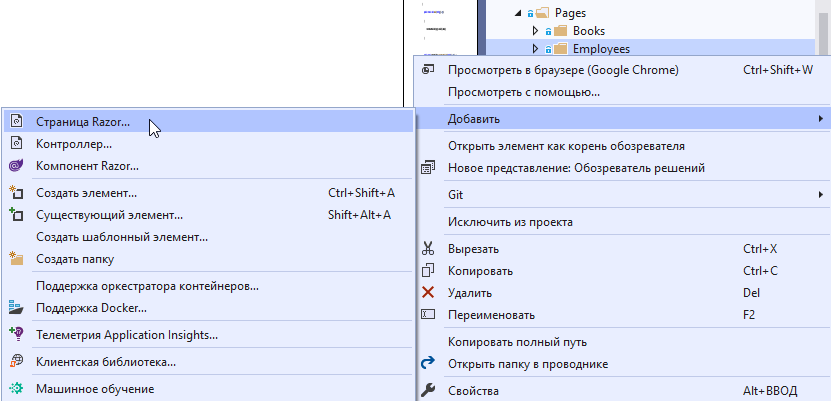 Pages
Books
Employees
Просмотреть в браузере (Google Chrome) Ctrl+Shift+W
Просмотреть с помощью...
Добавить
Открыть элемент как корень обозревателя
Новое представление: Обозреватель решений
Git
Исключить из проекта
Вырезать Ctrl+X
Копировать Ctrl+C
Удалить Del
Переименовать F2
Копировать полный путь
Открыть папку в проводнике
Свойства Alt+ВВОД
Страница Razor...
Контроллер...
Компонент Razor...
Создать элемент... Ctrl+Shift+A
Существующий элемент... Shift+Alt+A
Создать шаблонный элемент...
Создать папку
Поддержка оркестратора контейнеров...
Поддержка Docker...
Телеметрия Application Insights...
Клиентская библиотека...
Машинное обучение